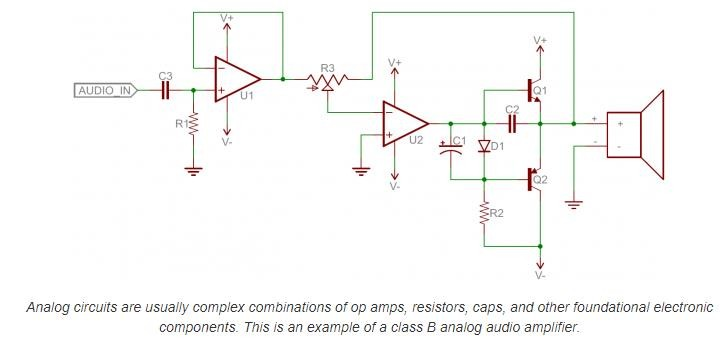 V+
C3
AUDIO_IN
U1
R1
V-
R3
V+
U2
V-
C1
D1
C2
V+
Q1
Q2
R2
V-
+
-
+
-
+
-
+
-
+
Analog circuits are usually complex combinations of op amps, resistors, caps, and other foundational electronic
components. This is an example of a class B analog audio amplifier.